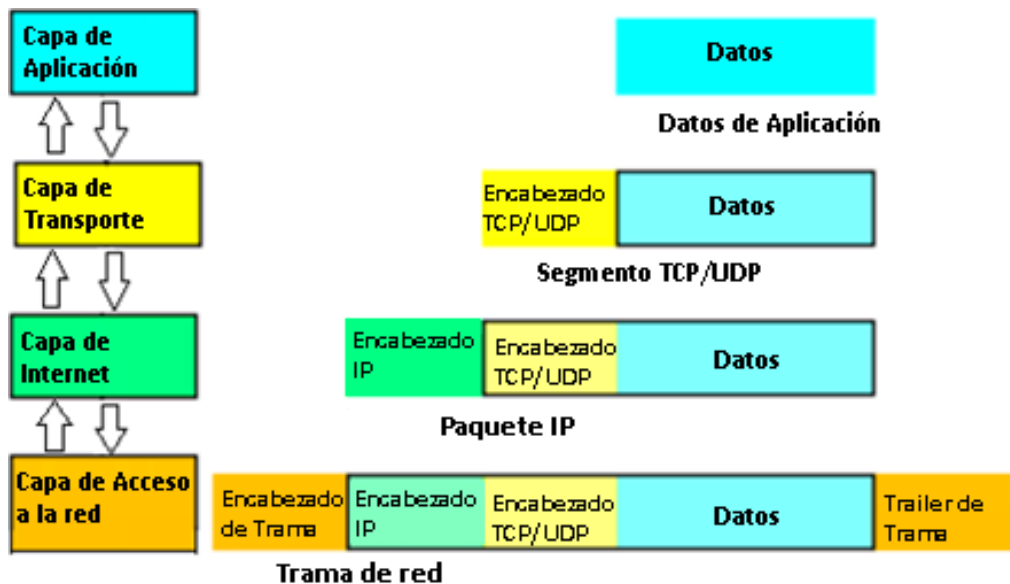 Capa de
Aplicación
Datos
Datos de Aplicación
Capa de
Transporte
Encabezado
TCP/UDP
Datos
Segmento TCP/UDP
Capa de
Internet
Encabezado
IP
Encabezado
TCP/UDP
Datos
Paquete IP
Capa de Acceso
a la red
Encabezado
de Trama
Encabezado
IP
Encabezado
TCP/UDP
Datos
Trailer de
Trama
Trama de red